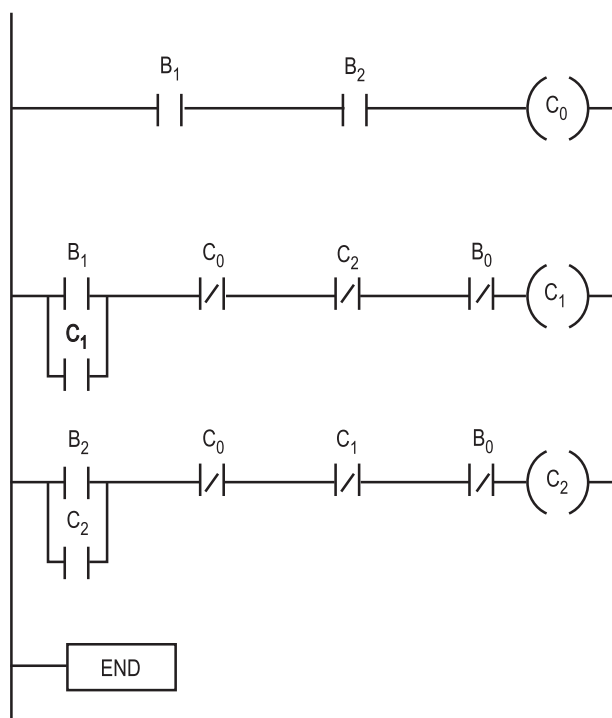 B₁ B₂ C₀
B₁ C₀ C₂ B₀ C₁
C₁
B₂ C₀ C₁ B₀ C₂
C₂
END